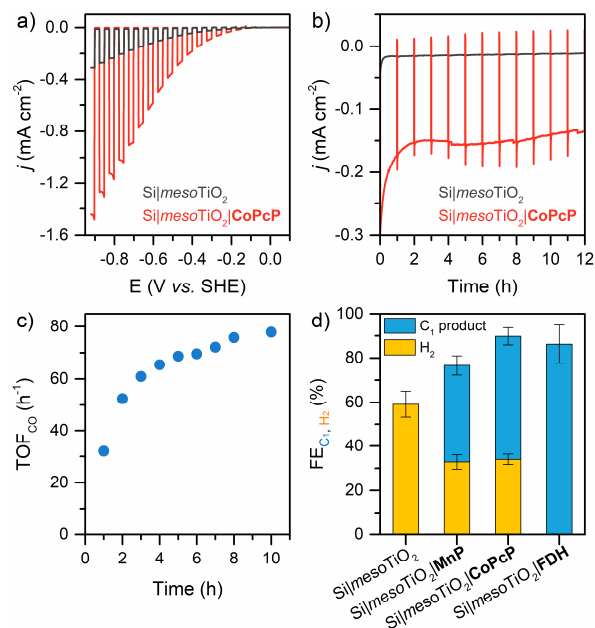 a)
0.0
-0.4
-0.8
-1.2
-1.6
j (mA cm⁻²)
Si|mesoTiO₂
Si|mesoTiO₂|CoPcP
-0.8 -0.6 -0.4 -0.2 0.0
E (V vs. SHE)
b)
0.0
-0.1
-0.2
-0.3
j (mA cm⁻²)
Si|mesoTiO₂
Si|mesoTiO₂|CoPcP
0 2 4 6 8 10 12
Time (h)
c)
80
60
40
20
0
TOF_CO (h⁻¹)
0 2 4 6 8 10
Time (h)
d)
100
80
60
40
20
0
FE_C₁, H₂ (%)
C₁ product
H₂
Si|mesoTiO₂
Si|mesoTiO₂|MnP
Si|mesoTiO₂|CoPcP
Si|mesoTiO₂|FDH